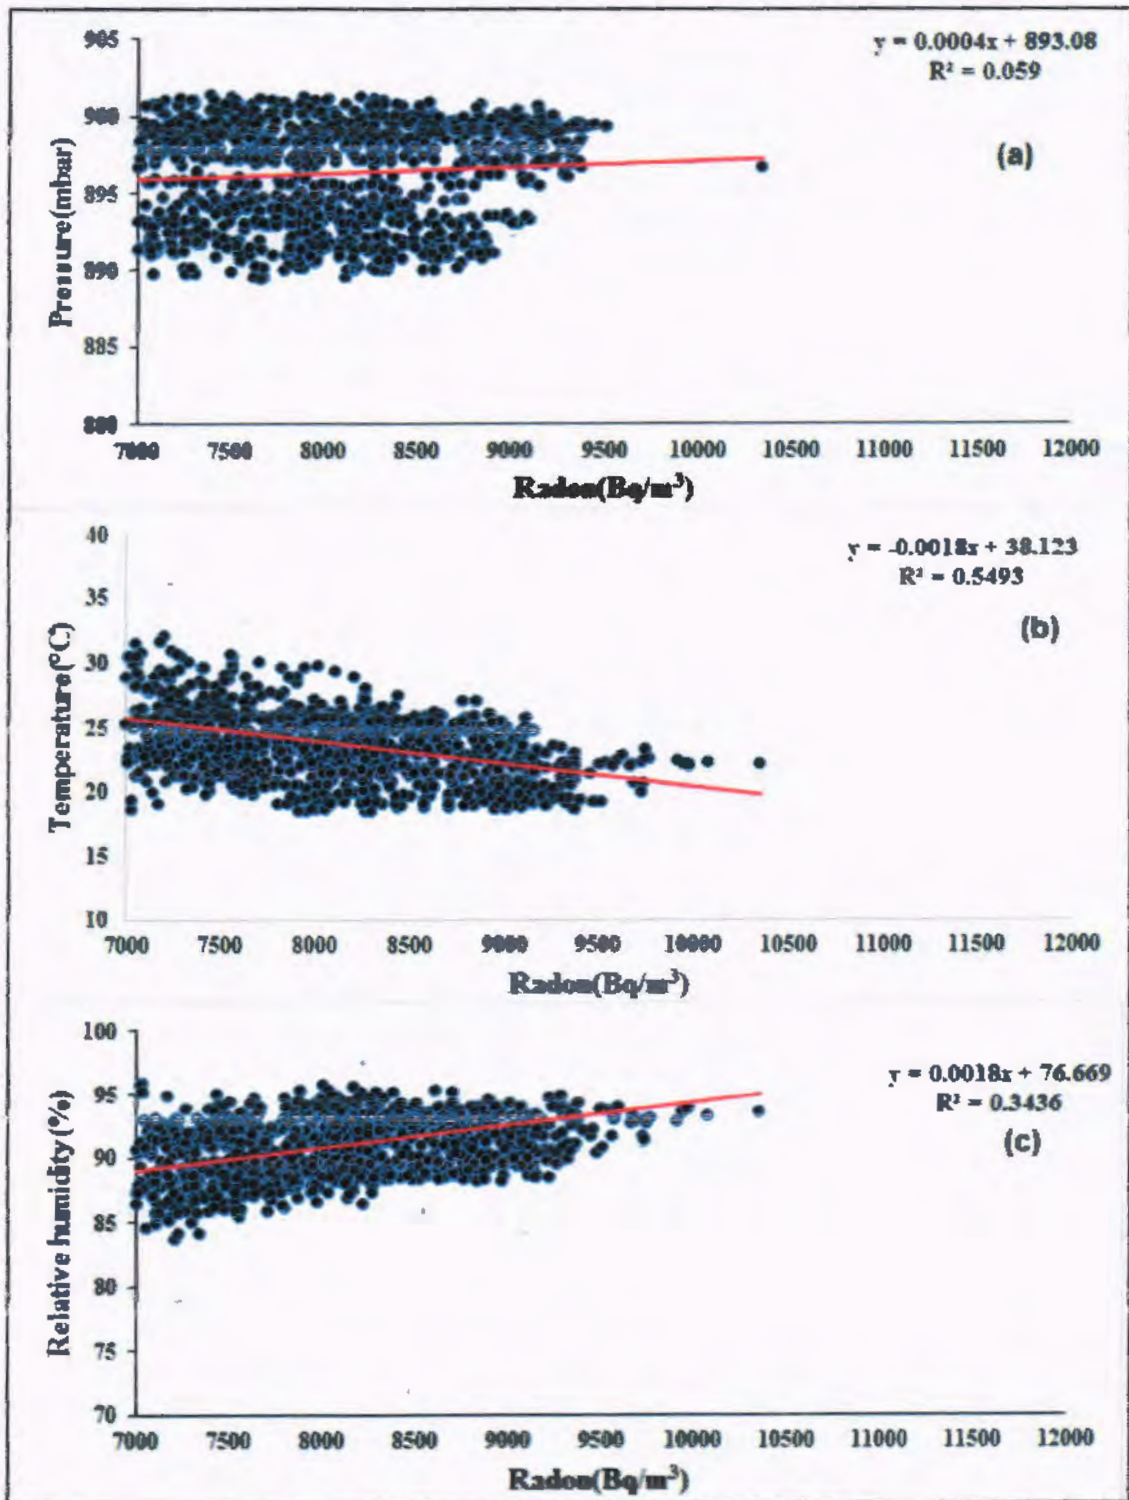 y = 0.0004x + 893.08
R² = 0.059
(a)
905
900
895
890
885
880
Pressure(mbar)
7000 7500 8000 8500 9000 9500 10000 10500 11000 11500 12000
Radon(Bq/m³)
y = -0.0018x + 38.123
R² = 0.5493
(b)
40
35
30
25
20
15
10
Temperature(°C)
7000 7500 8000 8500 9000 9500 10000 10500 11000 11500 12000
Radon(Bq/m³)
y = 0.0018x + 76.669
R² = 0.3436
(c)
100
95
90
85
80
75
70
Relative humidity(%)
7000 7500 8000 8500 9000 9500 10000 10500 11000 11500 12000
Radon(Bq/m³)